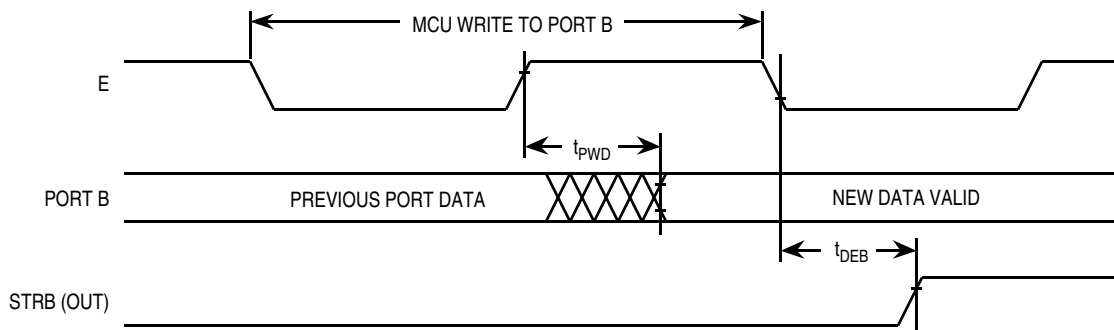 MCU WRITE TO PORT B
E
tPWD
PORT B
PREVIOUS PORT DATA
NEW DATA VALID
tDEB
STRB (OUT)